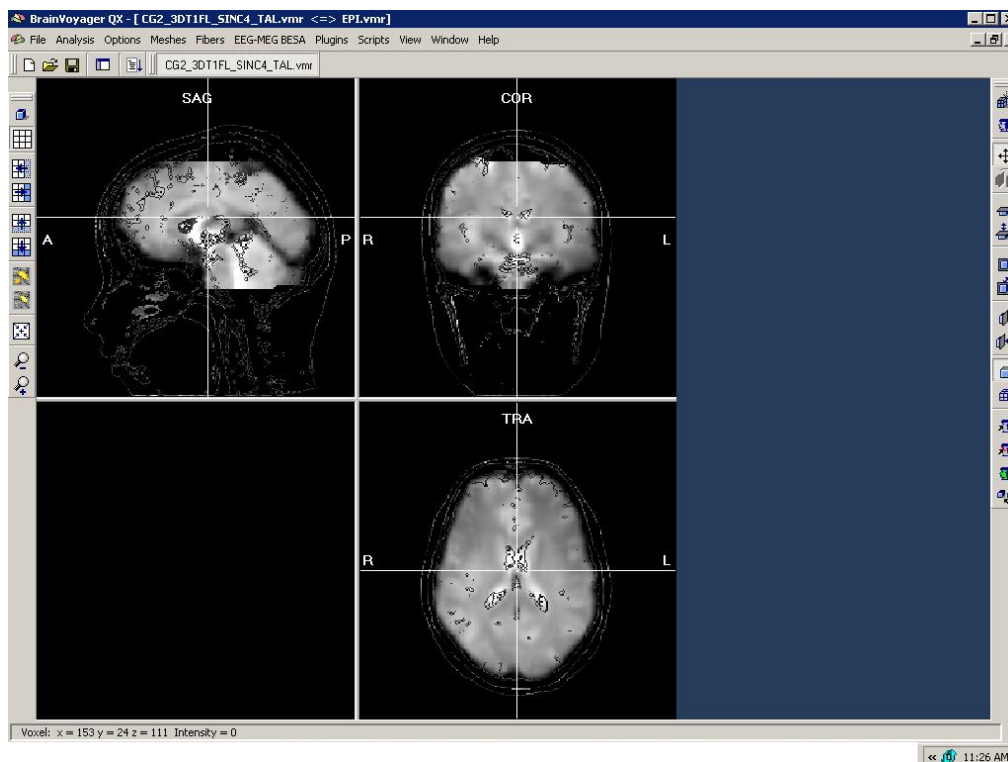 BrainVoyager QX - [ CG2_3DT1FL_SINC4_TAL.vmr <=> EPI.vmr]
File Analysis Options Meshes Fibers EEG-MEG BESA Plugins Scripts View Window Help
CG2_3DT1FL_SINC4_TAL.vmr
SAG
COR
A
P
R
L
TRA
R
L
Voxel: x = 153 y = 24 z = 111 Intensity = 0
11:26 AM